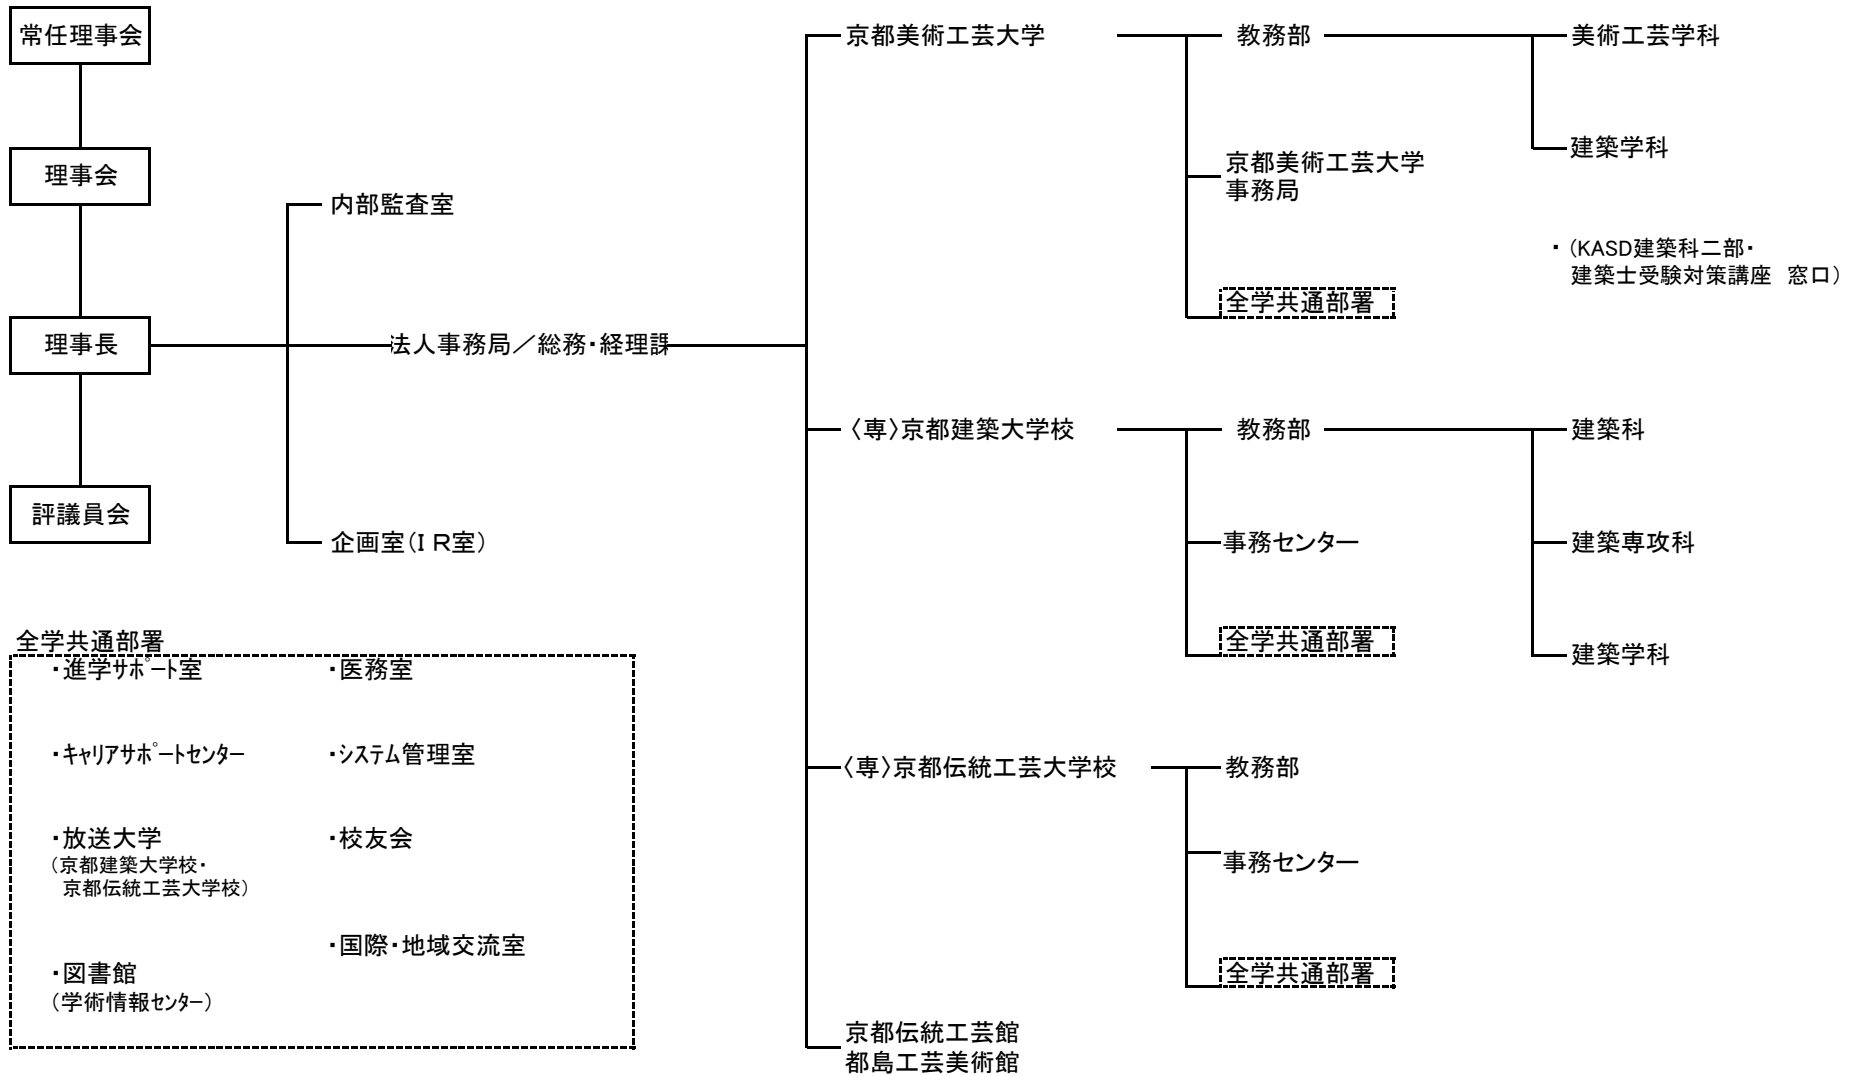 常任理事会
理事会
理事長
評議員会
内部監査室
法人事務局／総務・経理課
企画室（ＩＲ室）
京都美術工芸大学
教務部
美術工芸学科
建築学科
京都美術工芸大学
事務局
・（KASD建築科二部・
建築士受験対策講座　窓口）
全学共通部署
〈専〉京都建築大学校
教務部
建築科
事務センター
建築専攻科
全学共通部署
建築学科
〈専〉京都伝統工芸大学校
教務部
事務センター
全学共通部署
京都伝統工芸館
都島工芸美術館
全学共通部署
・進学ｻﾎﾟｰﾄ室
・医務室
・ｷｬﾘｱｻﾎﾟｰﾄｾﾝﾀｰ
・ｼｽﾃﾑ管理室
・放送大学
（京都建築大学校・
京都伝統工芸大学校）
・校友会
・国際・地域交流室
・図書館
（学術情報ｾﾝﾀｰ）